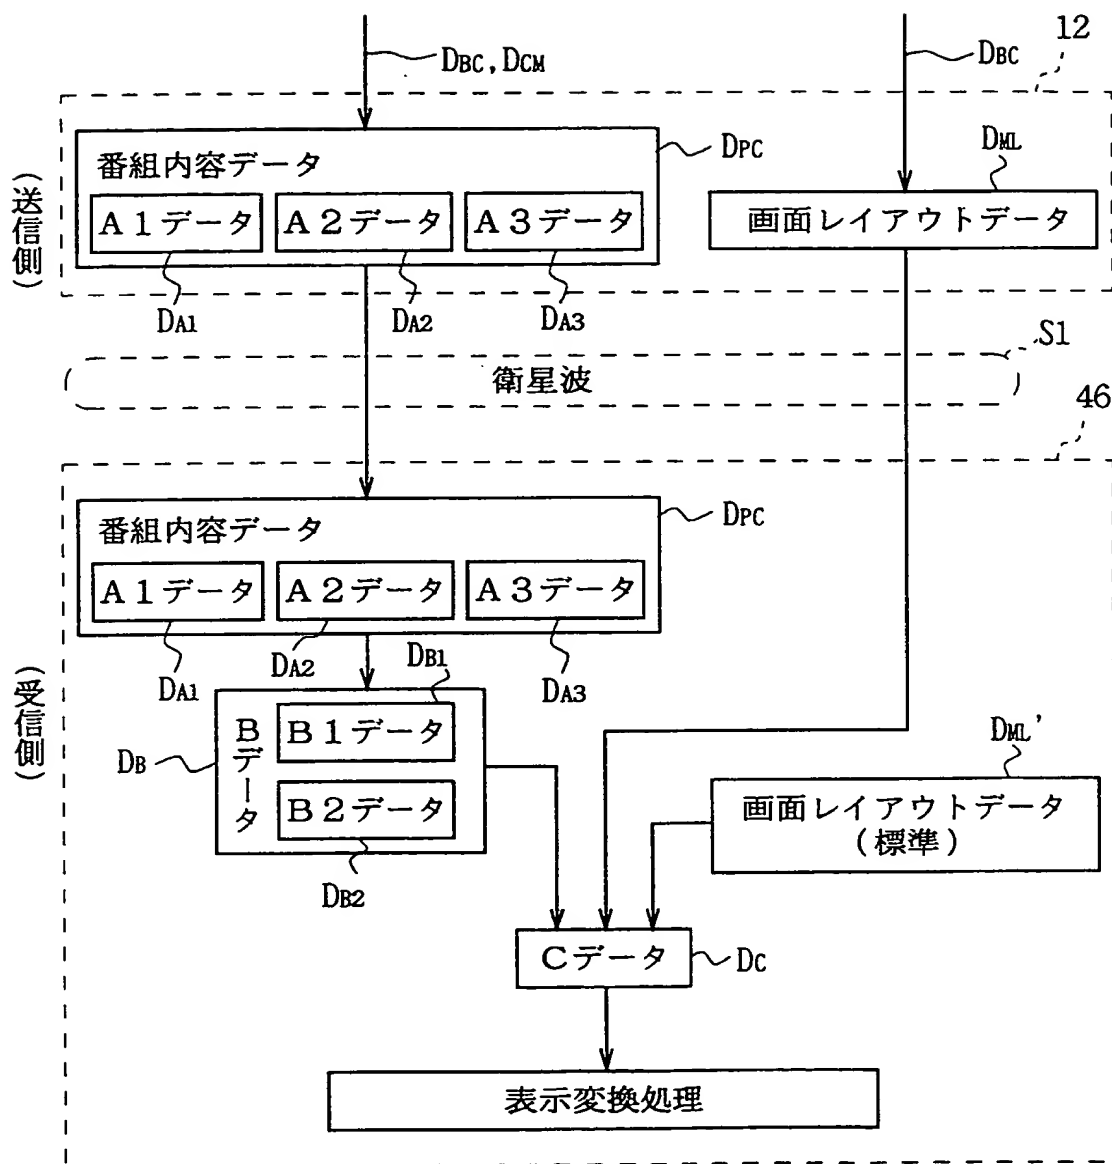 12
DBC, DCM
DBC
(送信側)
番組内容データ
DPC
A1データ
A2データ
A3データ
DML
画面レイアウトデータ
DA1
DA2
DA3
S1
衛星波
46
(受信側)
番組内容データ
DPC
A1データ
A2データ
A3データ
DA1
DA2
DB1
DA3
DB
Bデータ
B1データ
B2データ
DB2
DML'
画面レイアウトデータ
(標準)
Cデータ
DC
表示変換処理